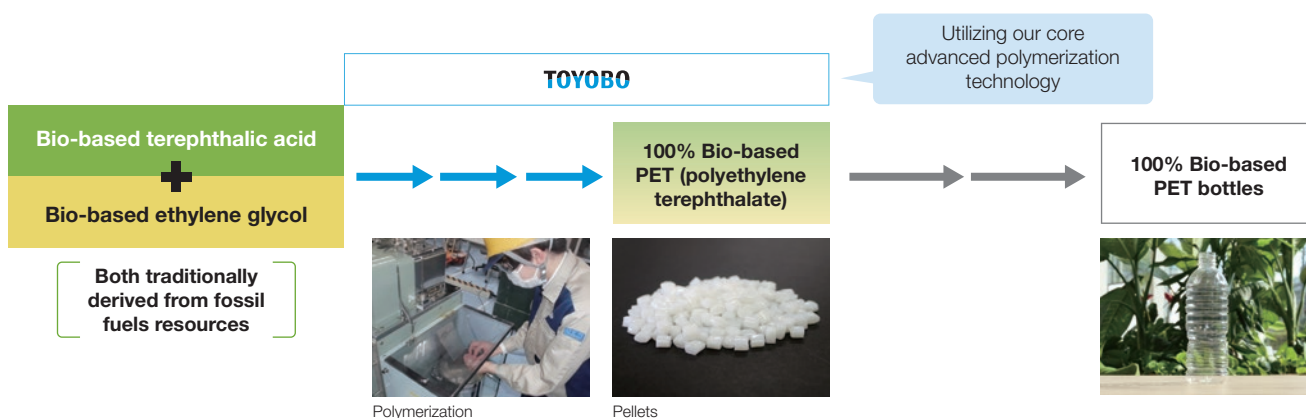 Utilizing our core
advanced polymerization
technology
TOYOBO
Bio-based terephthalic acid
+
Bio-based ethylene glycol
Both traditionally
derived from fossil
fuels resources
100% Bio-based
PET (polyethylene
terephthalate)
100% Bio-based
PET bottles
Polymerization
Pellets